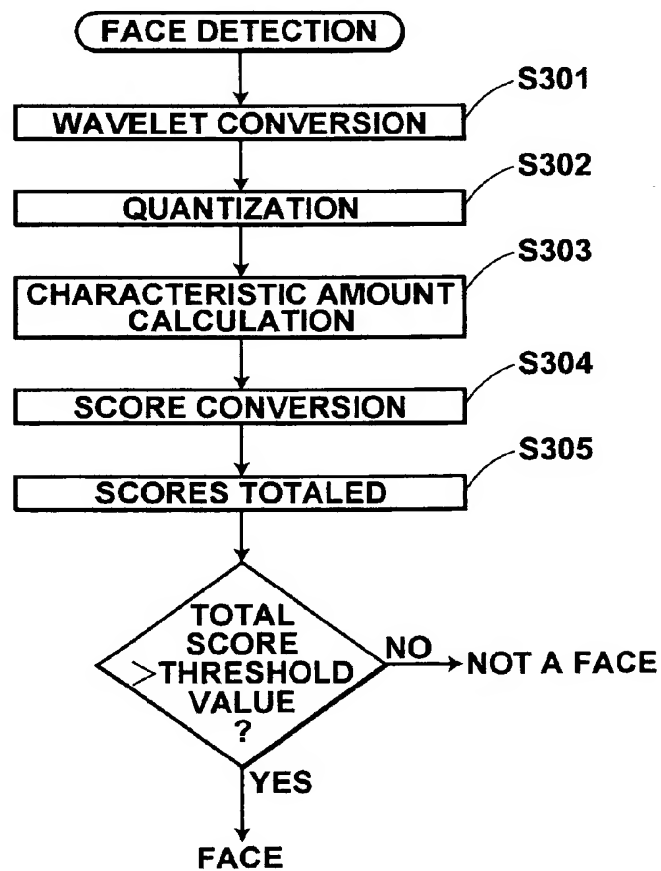 FACE DETECTION
S301
WAVELET CONVERSION
S302
QUANTIZATION
S303
CHARACTERISTIC AMOUNT
CALCULATION
S304
SCORE CONVERSION
S305
SCORES TOTALED
TOTAL
SCORE
>THRESHOLD
VALUE
?
NO
NOT A FACE
YES
FACE